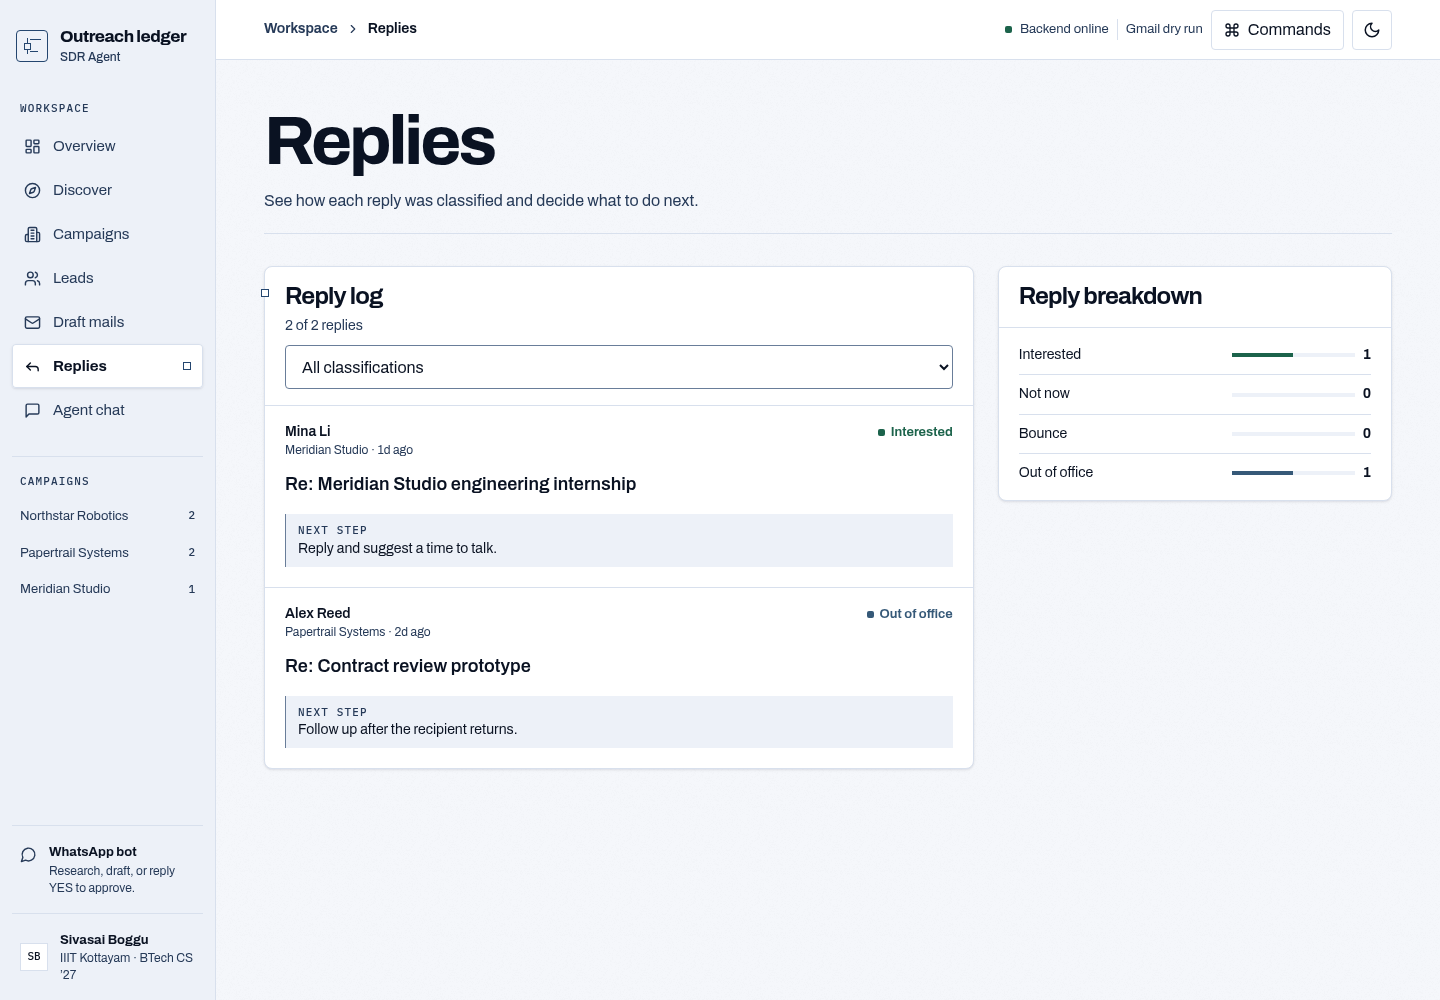 Outreach ledger
SDR Agent
WORKSPACE
Overview
Discover
Campaigns
Leads
Draft mails
Replies
Agent chat
CAMPAIGNS
Northstar Robotics 2
Papertrail Systems 2
Meridian Studio 1
WhatsApp bot
Research, draft, or reply
YES to approve.
SB
Sivasai Boggu
IIIT Kottayam · BTech CS
'27
Workspace > Replies
Backend online
Gmail dry run
⌘ Commands
Replies
See how each reply was classified and decide what to do next.
Reply log
2 of 2 replies
All classifications
Mina Li
Interested
Meridian Studio · 1d ago
Re: Meridian Studio engineering internship
NEXT STEP
Reply and suggest a time to talk.
Alex Reed
Out of office
Papertrail Systems · 2d ago
Re: Contract review prototype
NEXT STEP
Follow up after the recipient returns.
Reply breakdown
Interested 1
Not now 0
Bounce 0
Out of office 1